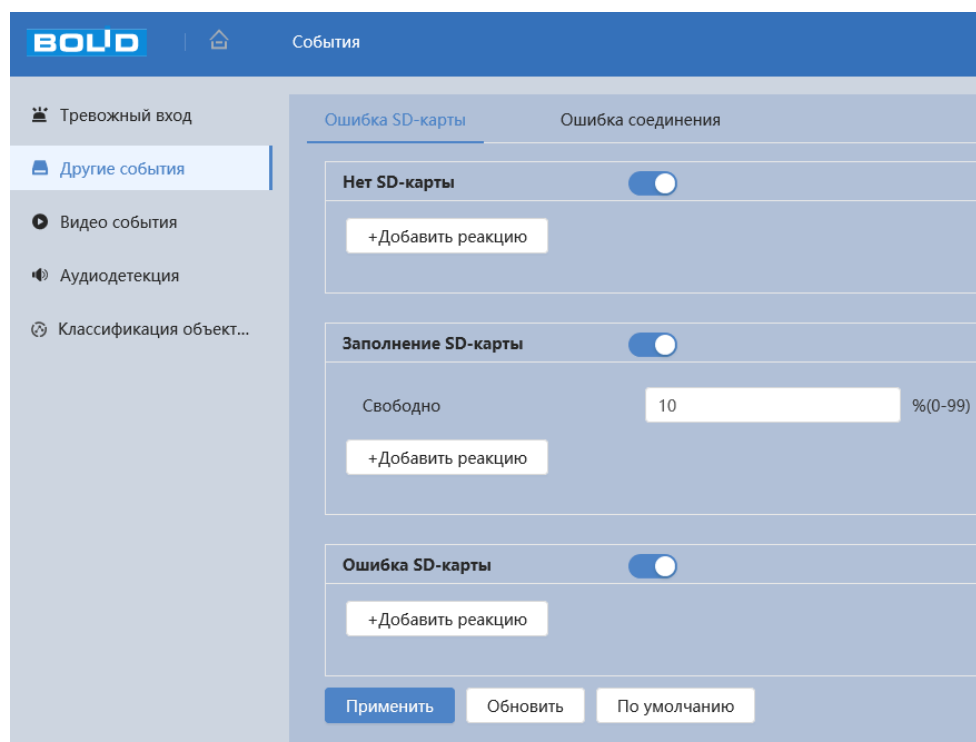 BOLID
События
Тревожный вход
Другие события
Видео события
Аудиодетекция
Классификация объект...
Ошибка SD-карты Ошибка соединения
Нет SD-карты
+Добавить реакцию
Заполнение SD-карты
Свободно 10 %(0-99)
+Добавить реакцию
Ошибка SD-карты
+Добавить реакцию
Применить Обновить По умолчанию